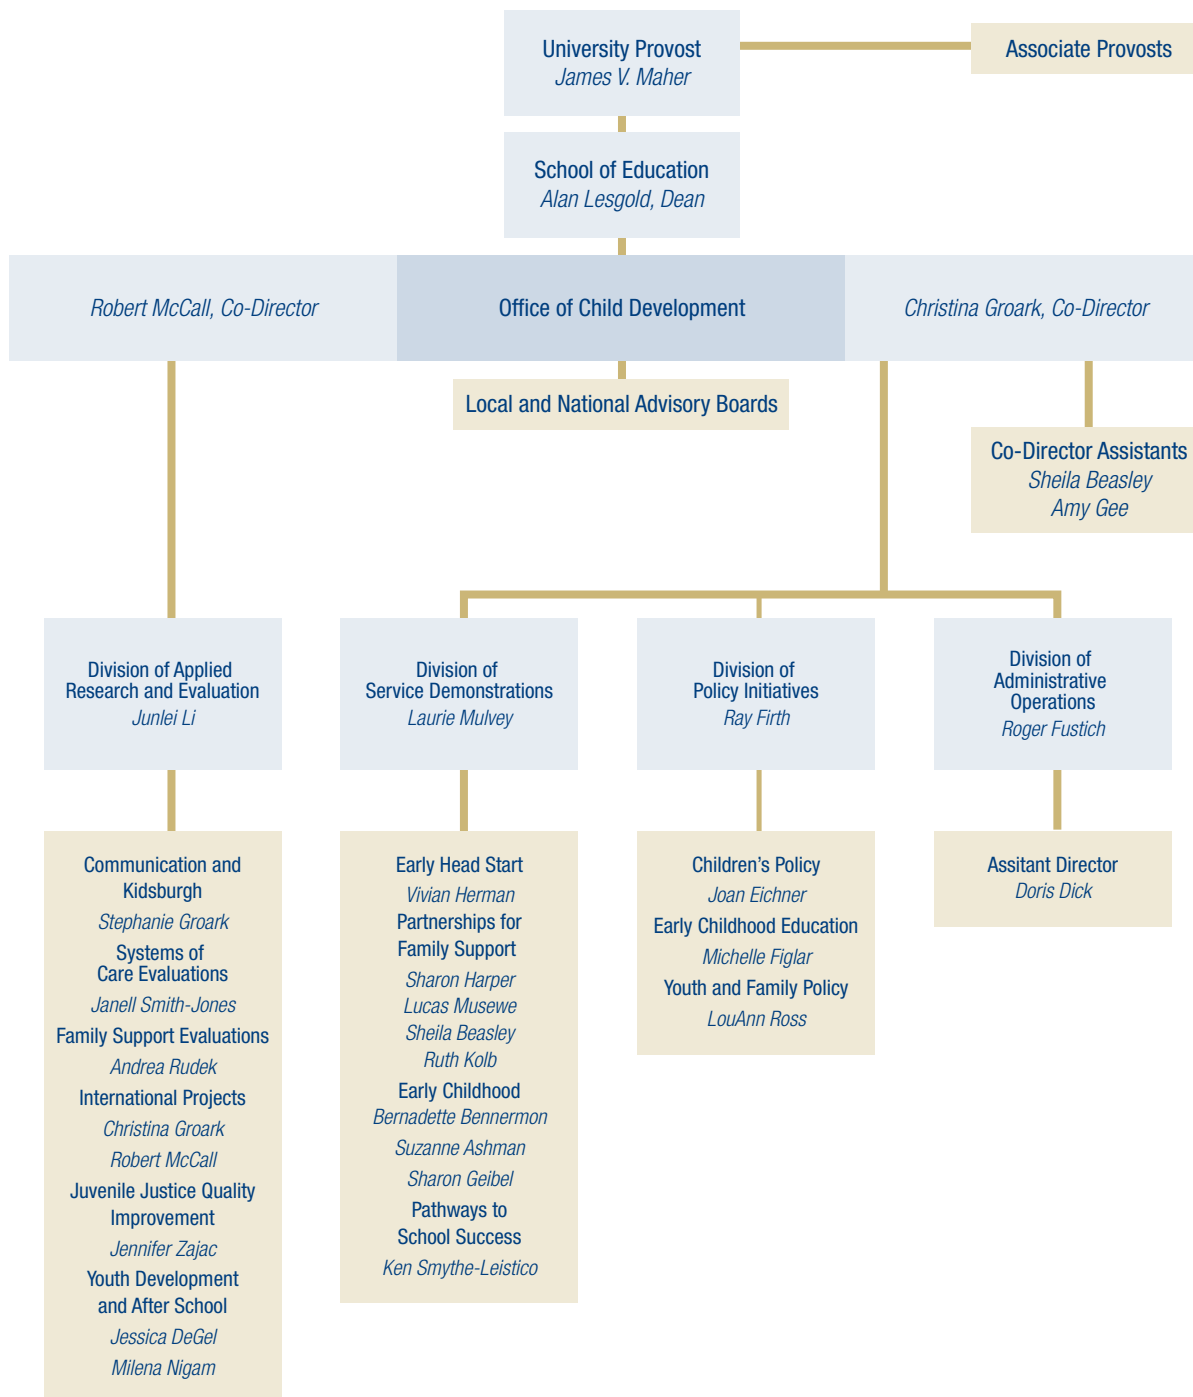 University Provost
James V. Maher
Associate Provosts
School of Education
Alan Lesgold, Dean
Robert McCall, Co-Director
Office of Child Development
Christina Groark, Co-Director
Local and National Advisory Boards
Co-Director Assistants
Sheila Beasley
Amy Gee
Division of Applied
Research and Evaluation
Junlei Li
Division of
Service Demonstrations
Laurie Mulvey
Division of
Policy Initiatives
Ray Firth
Division of
Administrative
Operations
Roger Fustich
Communication and
Kidsburgh
Stephanie Groark
Systems of
Care Evaluations
Janell Smith-Jones
Family Support Evaluations
Andrea Rudek
International Projects
Christina Groark
Robert McCall
Juvenile Justice Quality
Improvement
Jennifer Zajac
Youth Development
and After School
Jessica DeGel
Milena Nigam
Early Head Start
Vivian Herman
Partnerships for
Family Support
Sharon Harper
Lucas Musewe
Sheila Beasley
Ruth Kolb
Early Childhood
Bernadette Bennermon
Suzanne Ashman
Sharon Geibel
Pathways to
School Success
Ken Smythe-Leistico
Children's Policy
Joan Eichner
Early Childhood Education
Michelle Figlar
Youth and Family Policy
LouAnn Ross
Assitant Director
Doris Dick